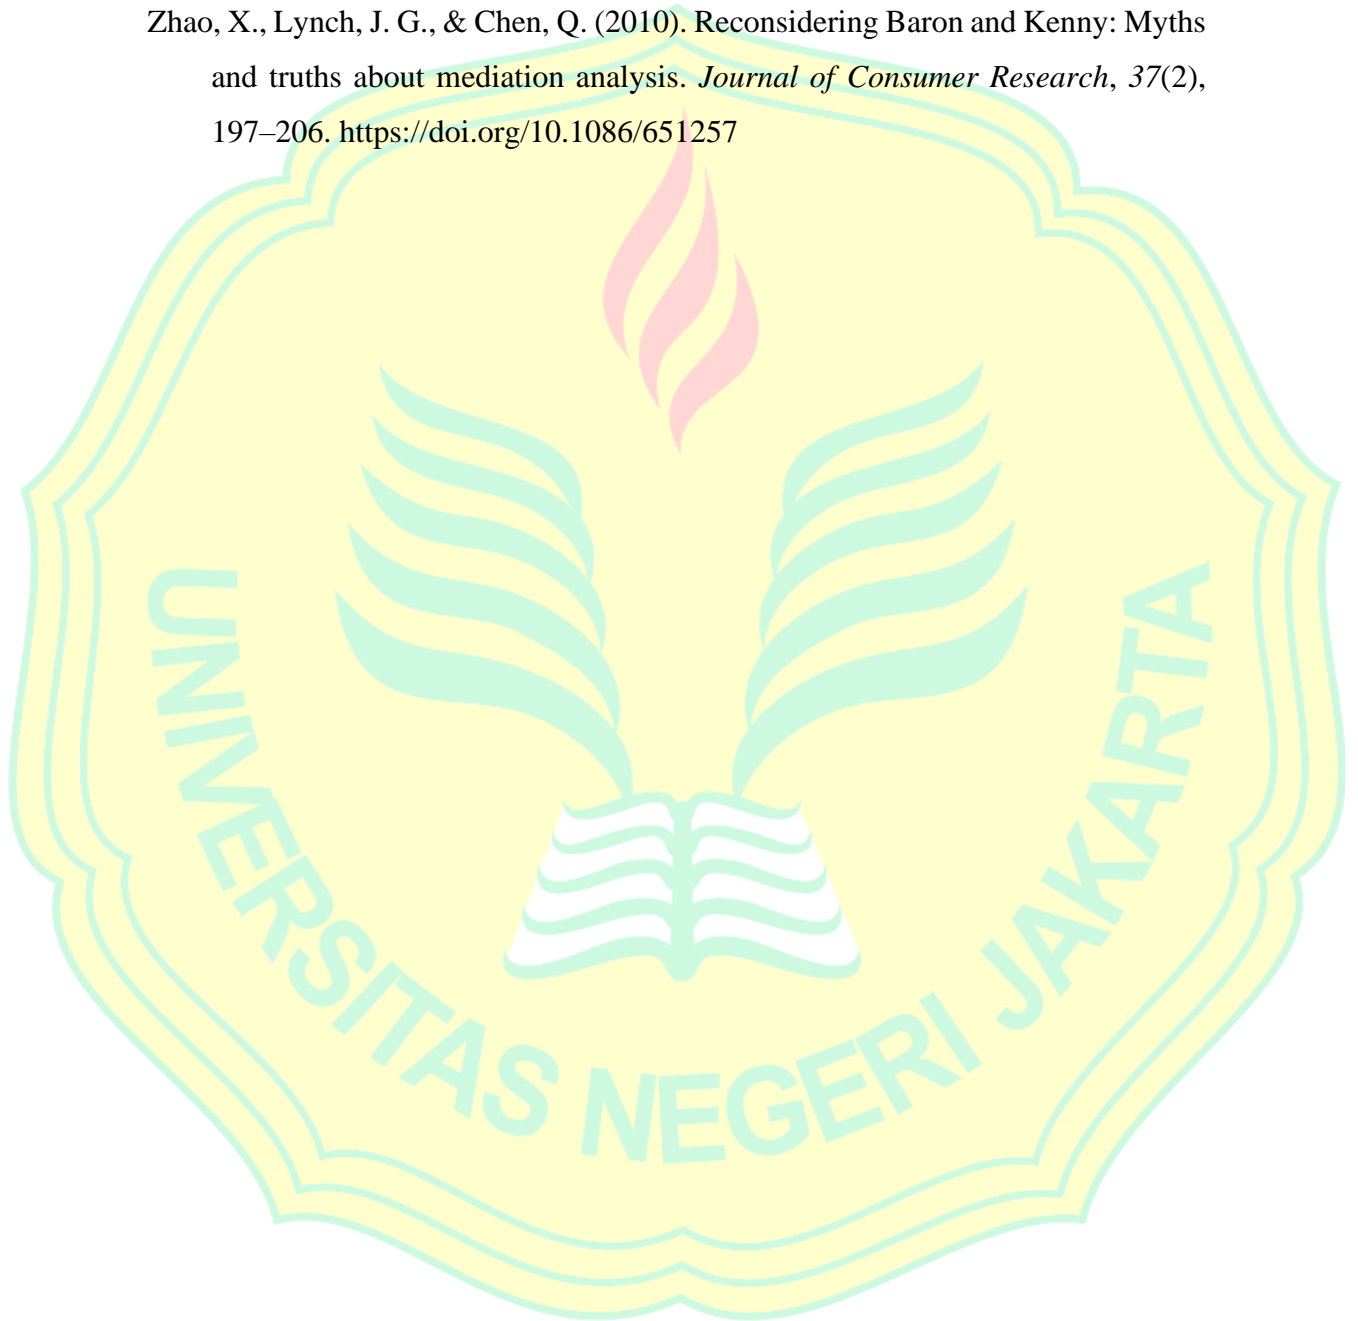 Zhao, X., Lynch, J. G., & Chen, Q. (2010). Reconsidering Baron and Kenny: Myths
and truths about mediation analysis. Journal of Consumer Research, 37(2),
197–206. https://doi.org/10.1086/651257
UNIVERSITAS NEGERI JAKARTA